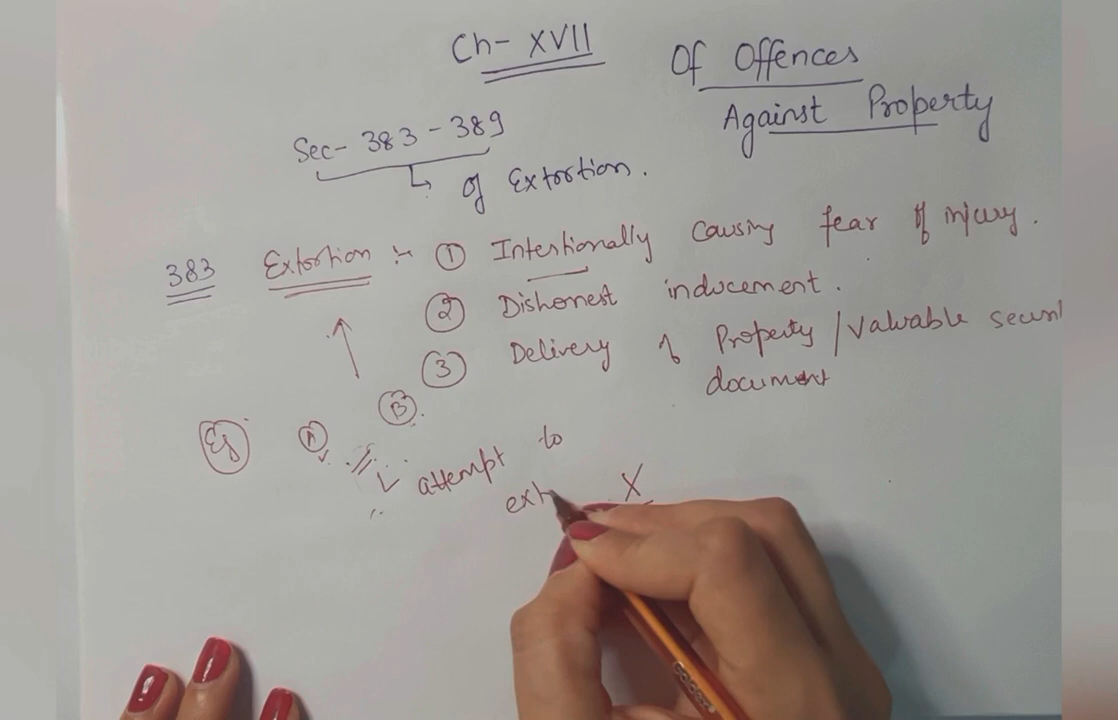 Ch- XVII
Of Offences
Against Property
Sec- 383 - 389
↳ of Extortion.
383 Extortion :- ① Intentionally causing fear of injury.
② Dishonest inducement.
③ Delivery of Property / Valuable
document
Eg A B
attempt to
ext X